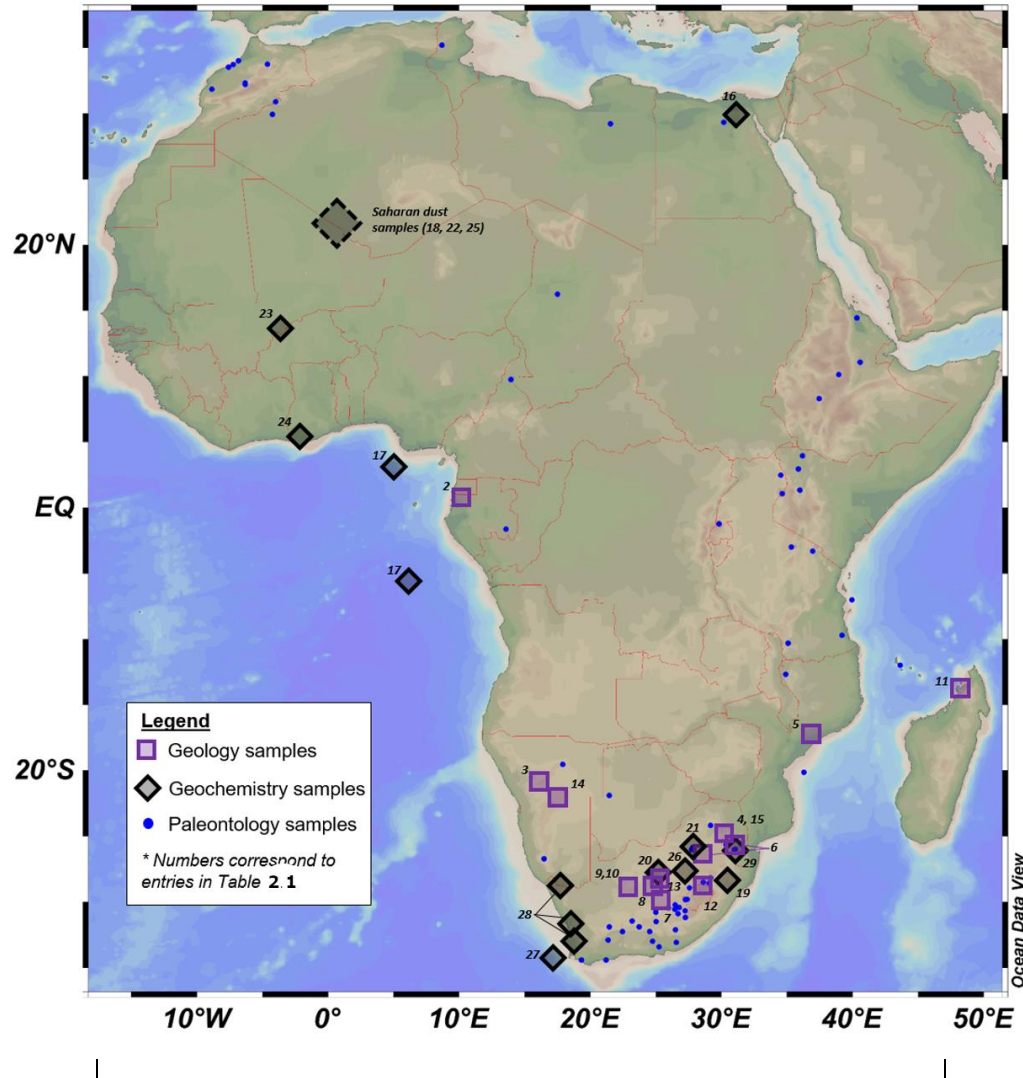 16
Saharan dust
samples (18, 22, 25)
20°N
23
24
17
2
EQ
17
11
5
Legend
Geology samples
Geochemistry samples
Paleontology samples
* Numbers correspond to
entries in Table 2.1
20°S
3
14
4, 15
21
6
26
20
29
9,10
13
19
8
12
7
28
27
Ocean Data View
10°W
0°
10°E
20°E
30°E
40°E
50°E